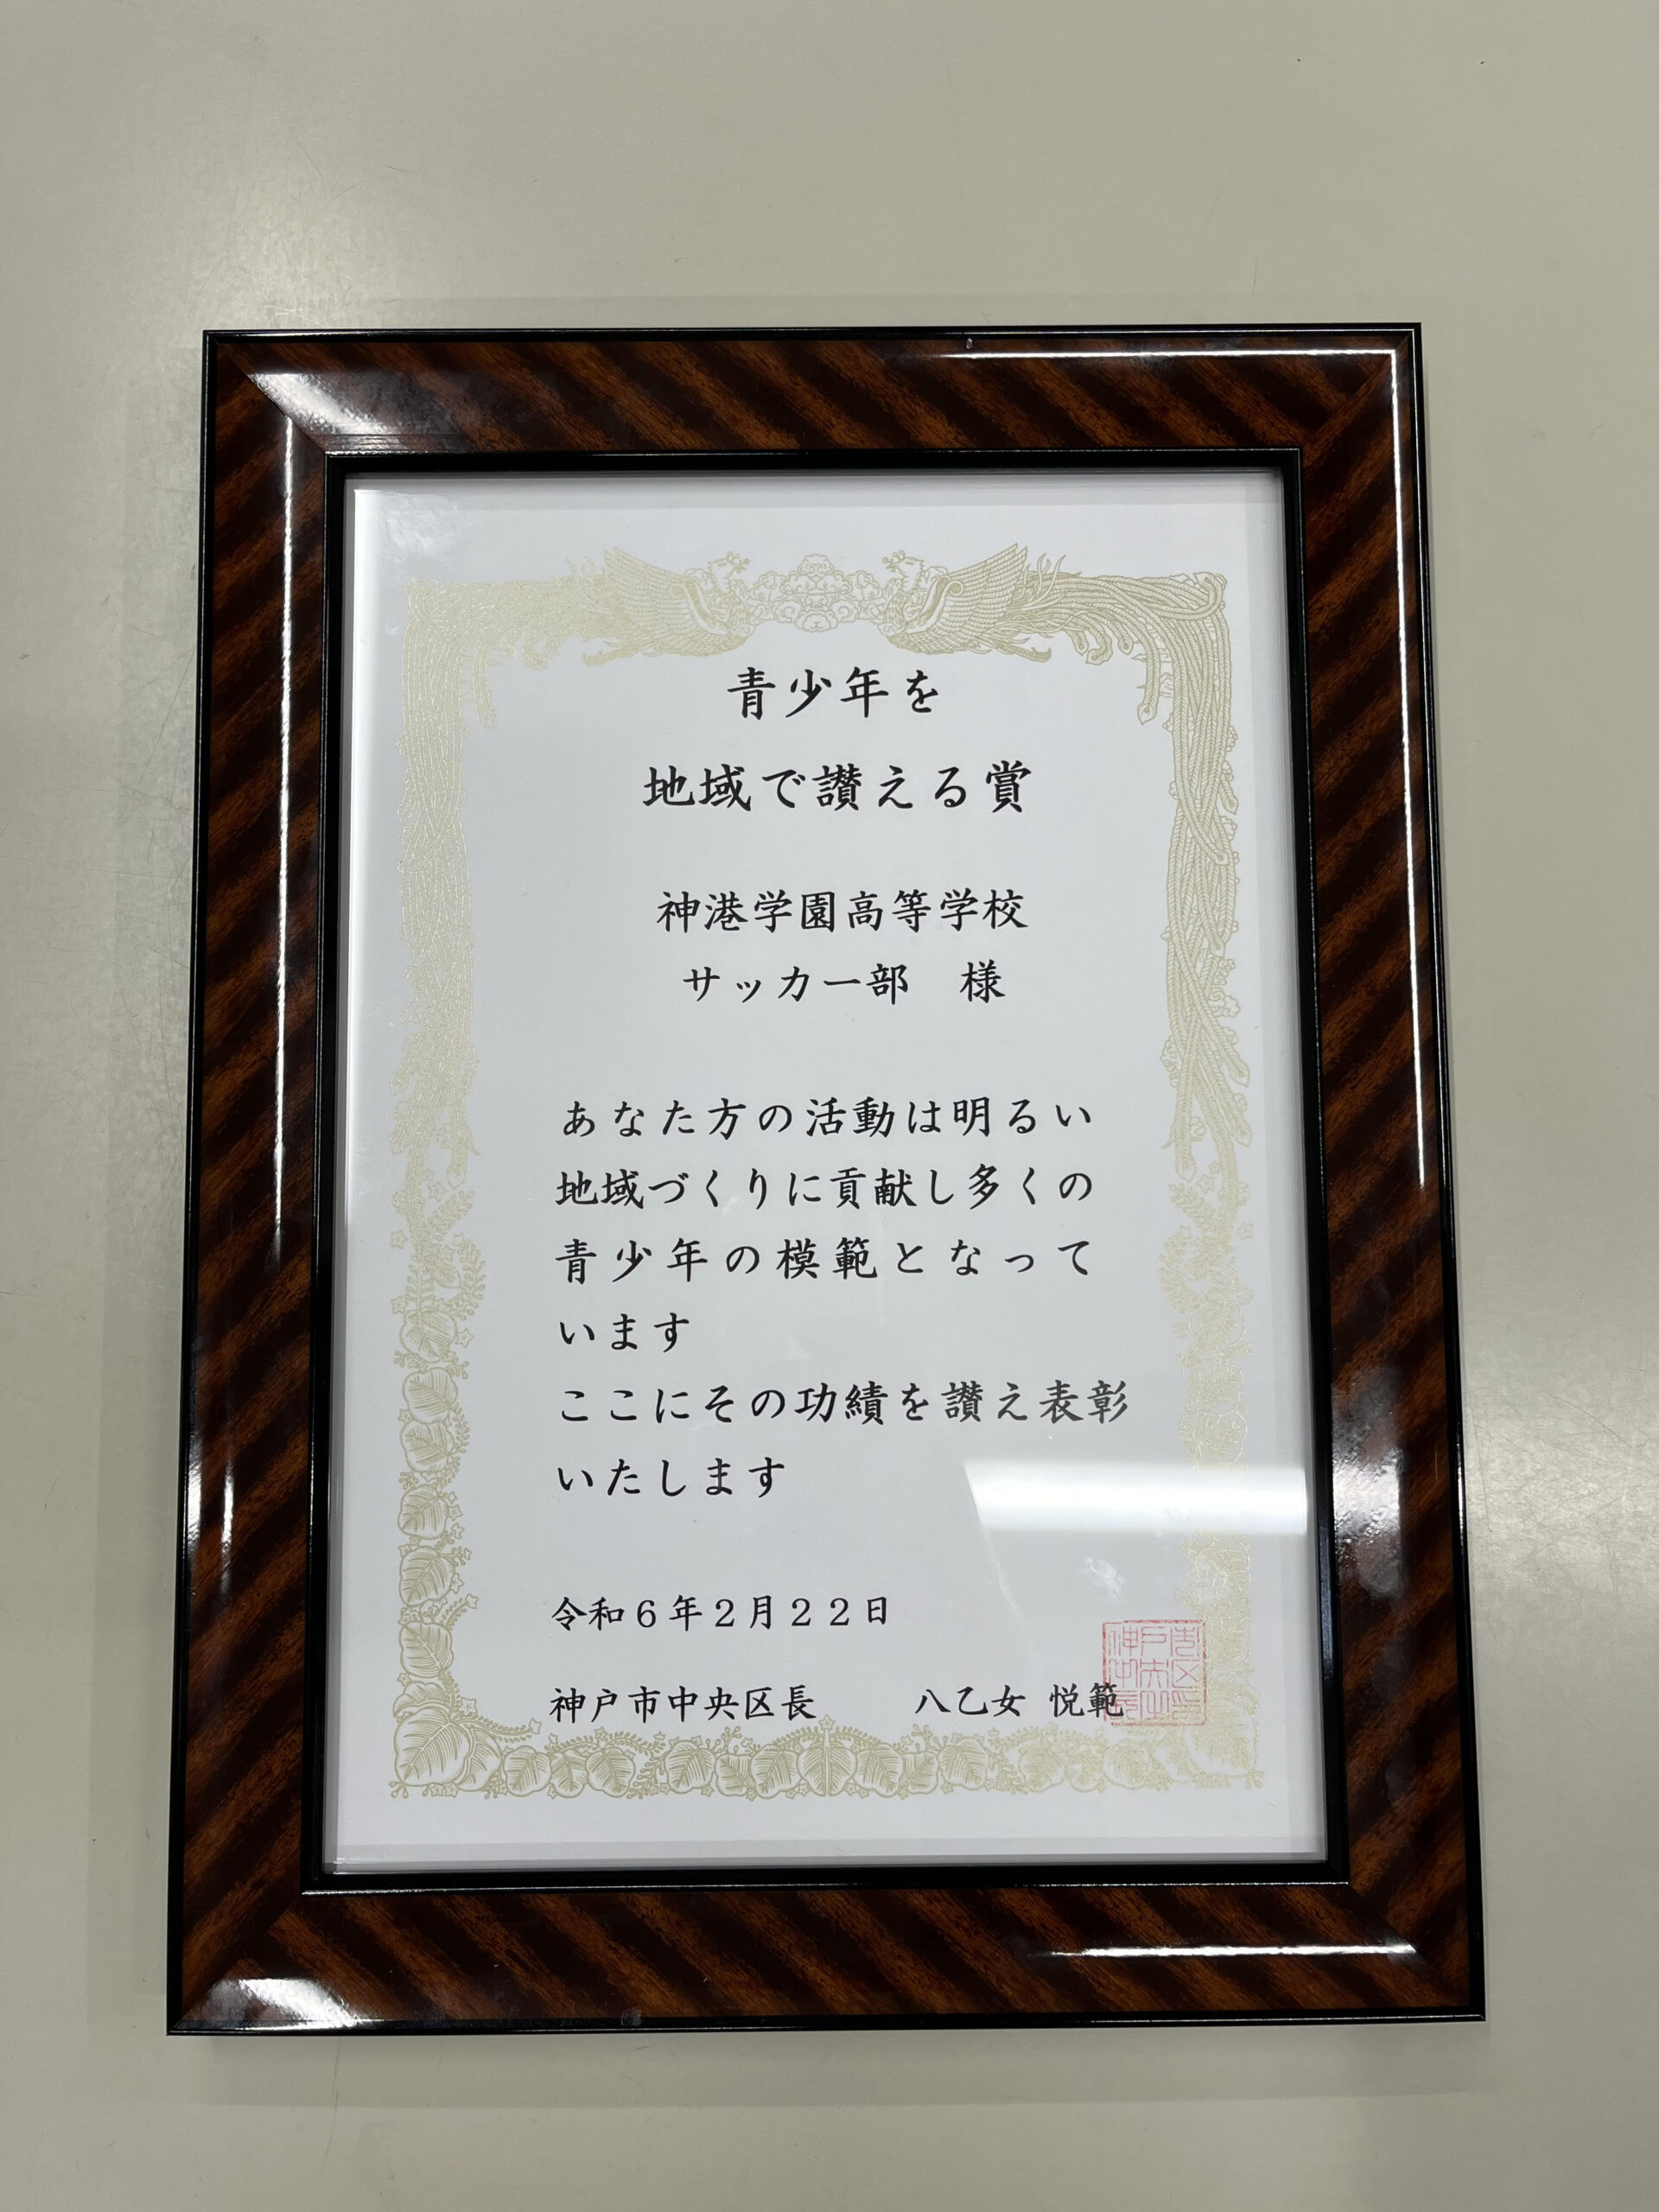 青少年を
地域で讃える賞
神港学園高等学校
サッカー部　様
あなた方の活動は明るい
地域づくりに貢献し多くの
青少年の模範となって
います
ここにその功績を讃え表彰
いたします
令和６年２月２２日
神戸市中央区長　八乙女 悦範